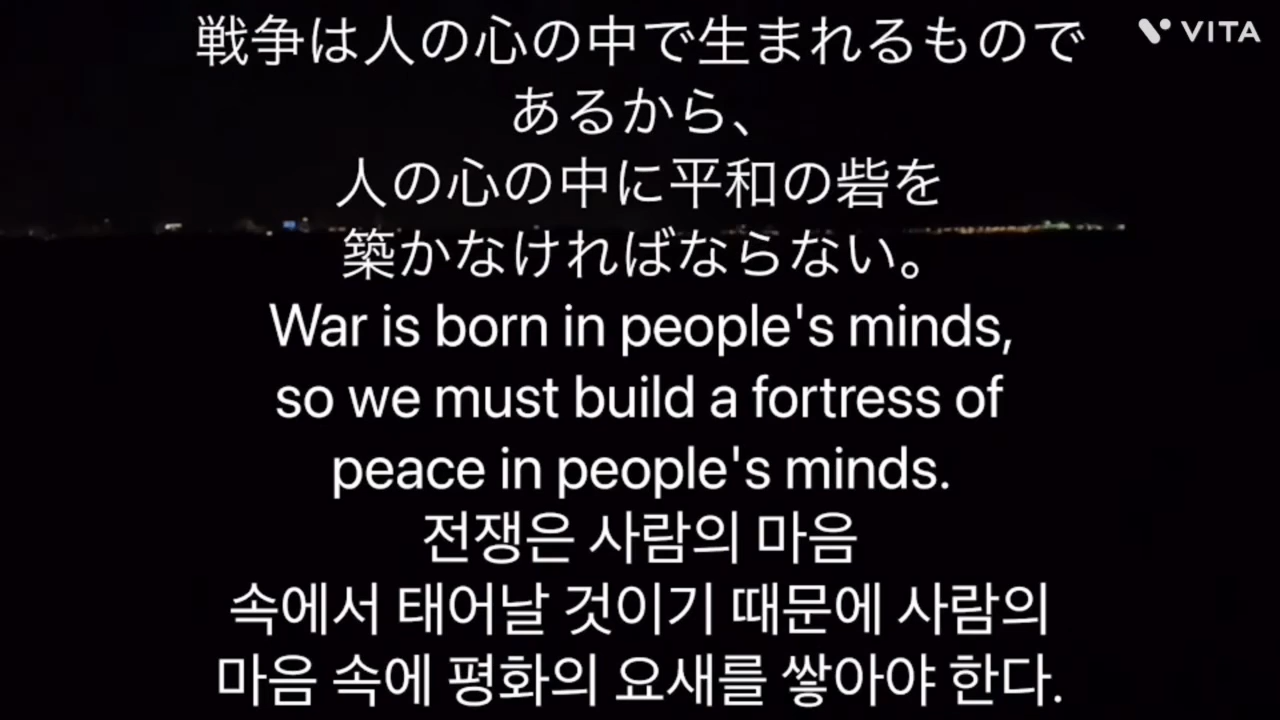 戦争は人の心の中で生まれるもので
あるから、
人の心の中に平和の砦を
築かなければならない。
War is born in people's minds,
so we must build a fortress of
peace in people's minds.
전쟁은 사람의 마음
속에서 태어날 것이기 때문에 사람의
마음 속에 평화의 요새를 쌓아야 한다.
VITA